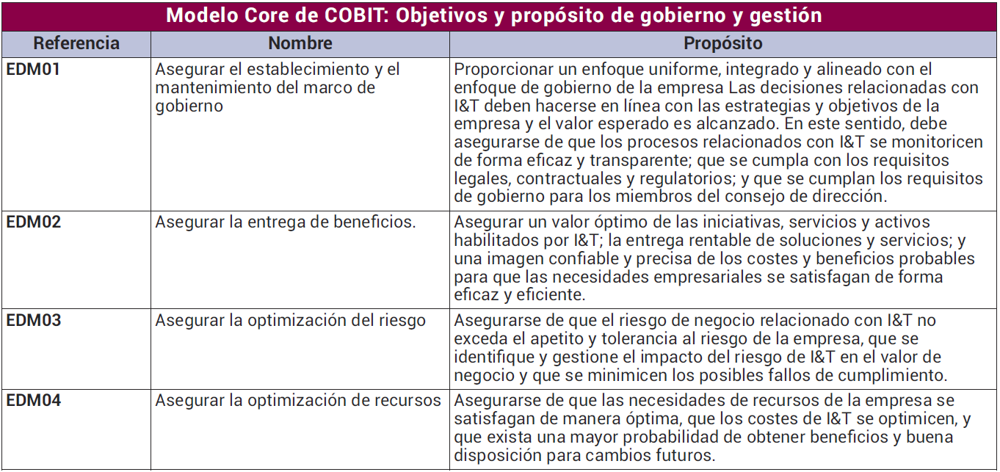 Modelo Core de COBIT: Objetivos y propósito de gobierno y gestión
Referencia
Nombre
Propósito
EDM01
Asegurar el establecimiento y el
mantenimiento del marco de
gobierno
Proporcionar un enfoque uniforme, integrado y alineado con el
enfoque de gobierno de la empresa Las decisiones relacionadas con
I&T deben hacerse en línea con las estrategias y objetivos de la
empresa y el valor esperado es alcanzado. En este sentido, debe
asegurarse de que los procesos relacionados con I&T se monitoricen
de forma eficaz y transparente; que se cumpla con los requisitos
legales, contractuales y regulatorios; y que se cumplan los requisitos
de gobierno para los miembros del consejo de dirección.
EDM02
Asegurar la entrega de beneficios.
Asegurar un valor óptimo de las iniciativas, servicios y activos
habilitados por I&T; la entrega rentable de soluciones y servicios; y
una imagen confiable y precisa de los costes y beneficios probables
para que las necesidades empresariales se satisfagan de forma
eficaz y eficiente.
EDM03
Asegurar la optimización del riesgo
Asegurarse de que el riesgo de negocio relacionado con I&T no
exceda el apetito y tolerancia al riesgo de la empresa, que se
identifique y gestione el impacto del riesgo de I&T en el valor de
negocio y que se minimicen los posibles fallos de cumplimiento.
EDM04
Asegurar la optimización de recursos
Asegurarse de que las necesidades de recursos de la empresa se
satisfagan de manera óptima, que los costes de I&T se optimicen, y
que exista una mayor probabilidad de obtener beneficios y buena
disposición para cambios futuros.